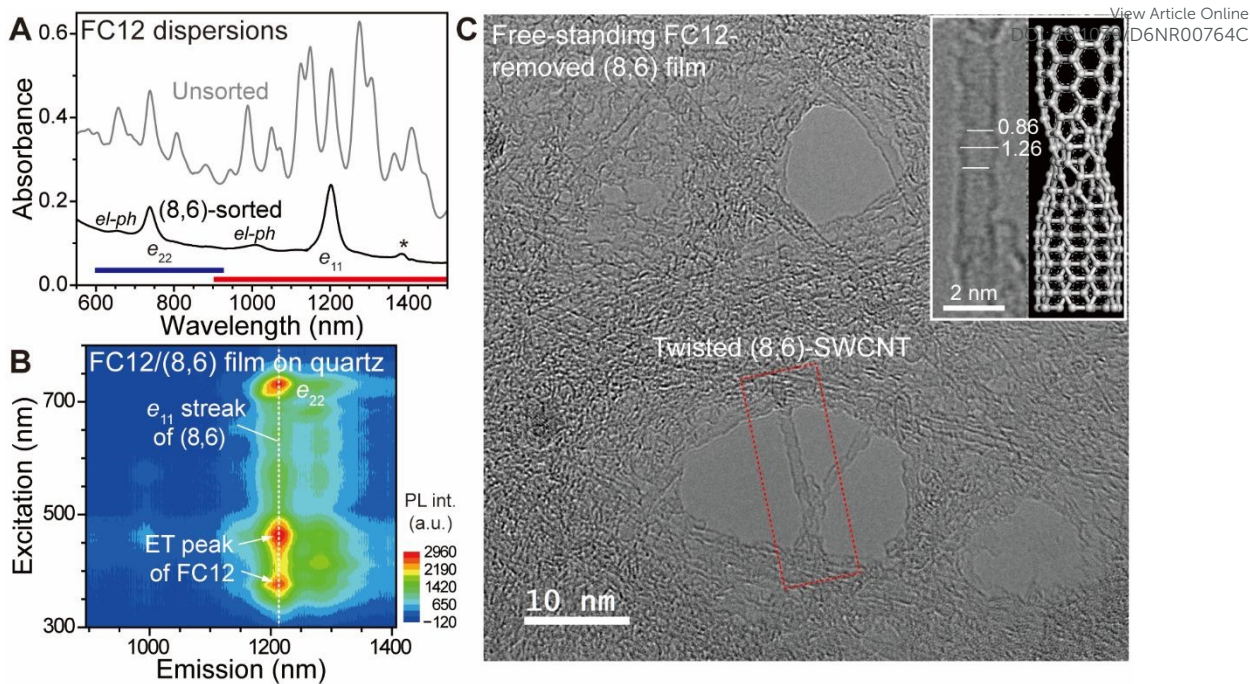 View Article Online
/D6NR00764C
A
FC12 dispersions
0.6
0.4
0.2
0.0
Absorbance
Unsorted
(8,6)-sorted
el-ph
e22
el-ph
e11
*
600 800 1000 1200 1400
Wavelength (nm)
B
FC12/(8,6) film on quartz
e22
e11 streak
of (8,6)
ET peak
of FC12
700
500
300
Excitation (nm)
1000 1200 1400
Emission (nm)
PL int.
(a.u.)
2960
2190
1420
650
−120
C
Free-standing FC12-
removed (8,6) film
Twisted (8,6)-SWCNT
10 nm
0.86
1.26
2 nm